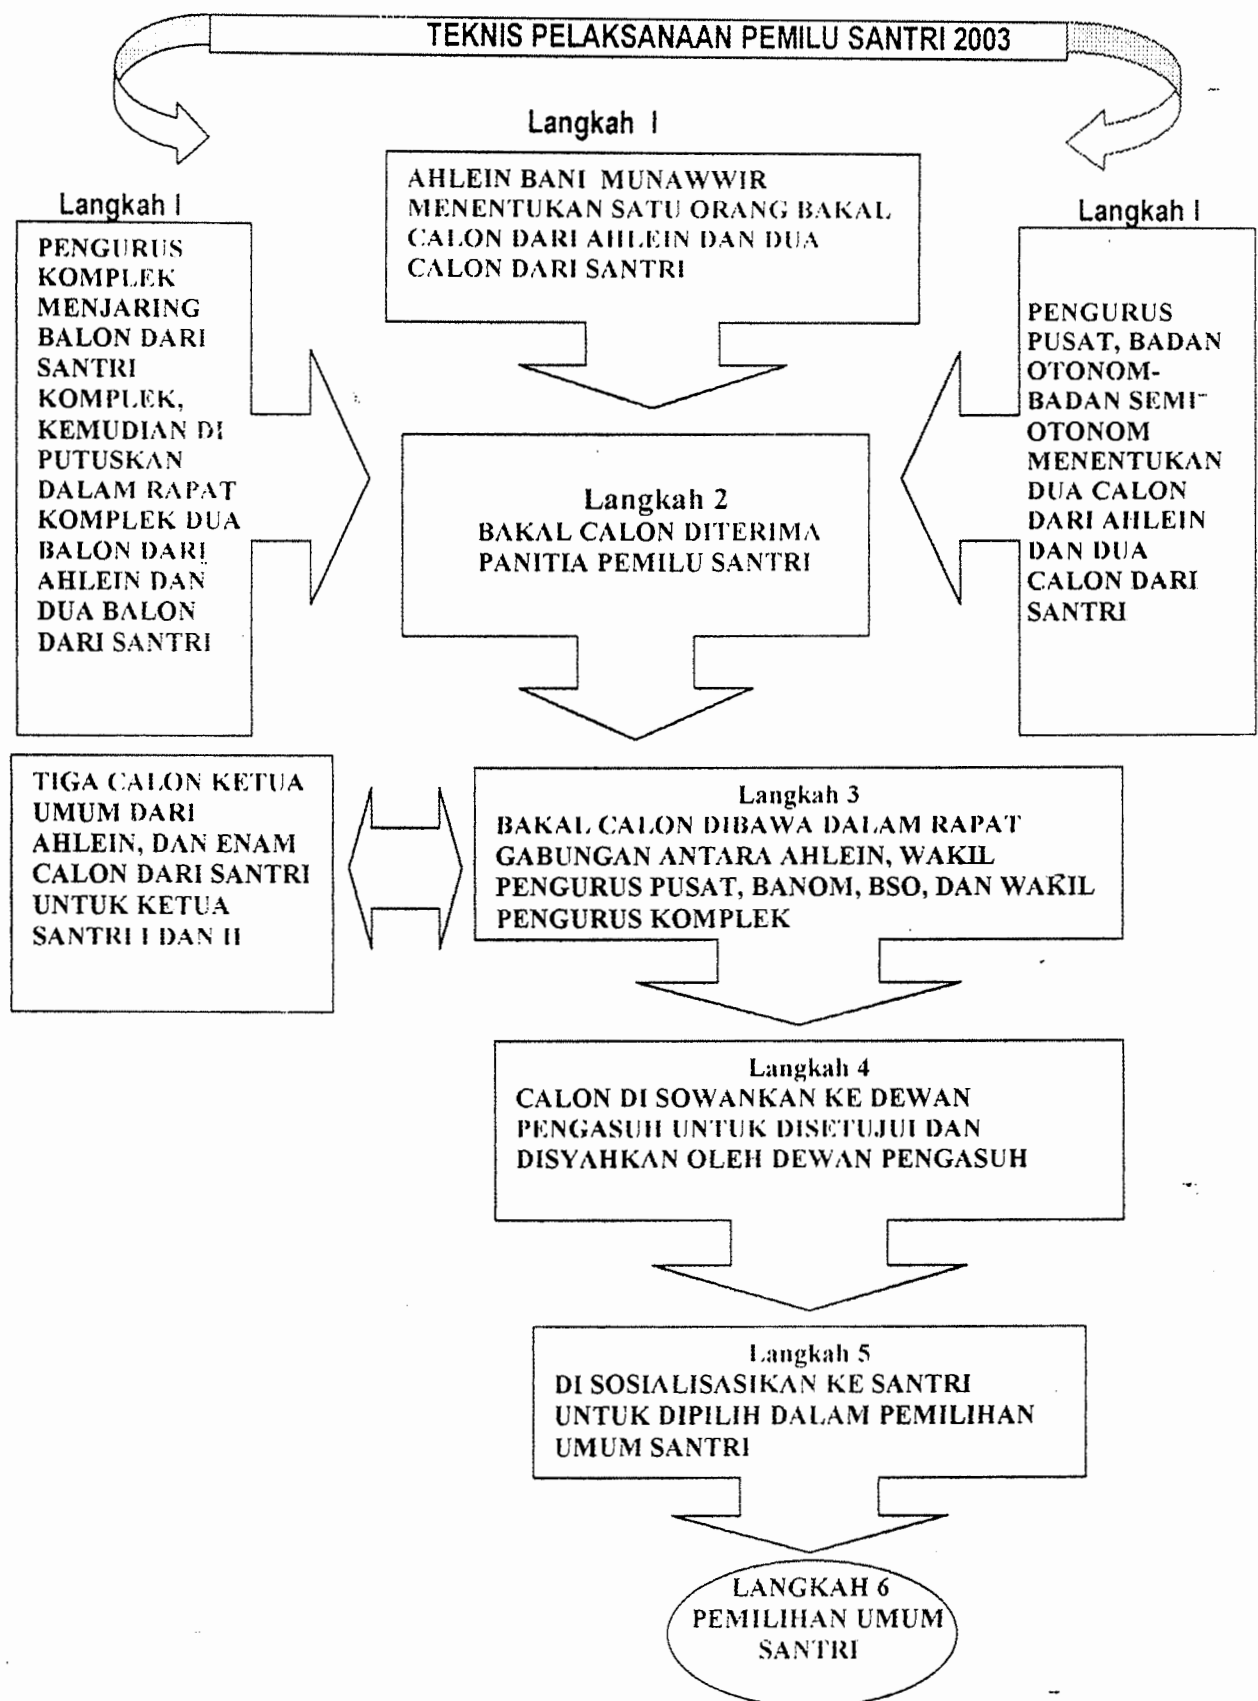 TEKNIS PELAKSANAAN PEMILU SANTRI 2003
Langkah I
AHLEIN BANI MUNAWWIR
MENENTUKAN SATU ORANG BAKAL
CALON DARI AHLEIN DAN DUA
CALON DARI SANTRI
Langkah I
PENGURUS
KOMPLEK
MENJARING
BALON DARI
SANTRI
KOMPLEK,
KEMUDIAN DI
PUTUSKAN
DALAM RAPAT
KOMPLEK DUA
BALON DARI
AHLEIN DAN
DUA BALON
DARI SANTRI
Langkah I
PENGURUS
PUSAT, BADAN
OTONOM-
BADAN SEMI-
OTONOM
MENENTUKAN
DUA CALON
DARI AHLEIN
DAN DUA
CALON DARI
SANTRI
Langkah 2
BAKAL CALON DITERIMA
PANITIA PEMILU SANTRI
TIGA CALON KETUA
UMUM DARI
AHLEIN, DAN ENAM
CALON DARI SANTRI
UNTUK KETUA
SANTRI I DAN II
Langkah 3
BAKAL CALON DIBAWA DALAM RAPAT
GABUNGAN ANTARA AHLEIN, WAKIL
PENGURUS PUSAT, BANOM, BSO, DAN WAKIL
PENGURUS KOMPLEK
Langkah 4
CALON DI SOWANKAN KE DEWAN
PENGASUH UNTUK DISETUJUI DAN
DISYAHKAN OLEH DEWAN PENGASUH
Langkah 5
DI SOSIALISASIKAN KE SANTRI
UNTUK DIPILIH DALAM PEMILIHAN
UMUM SANTRI
LANGKAH 6
PEMILIHAN UMUM
SANTRI